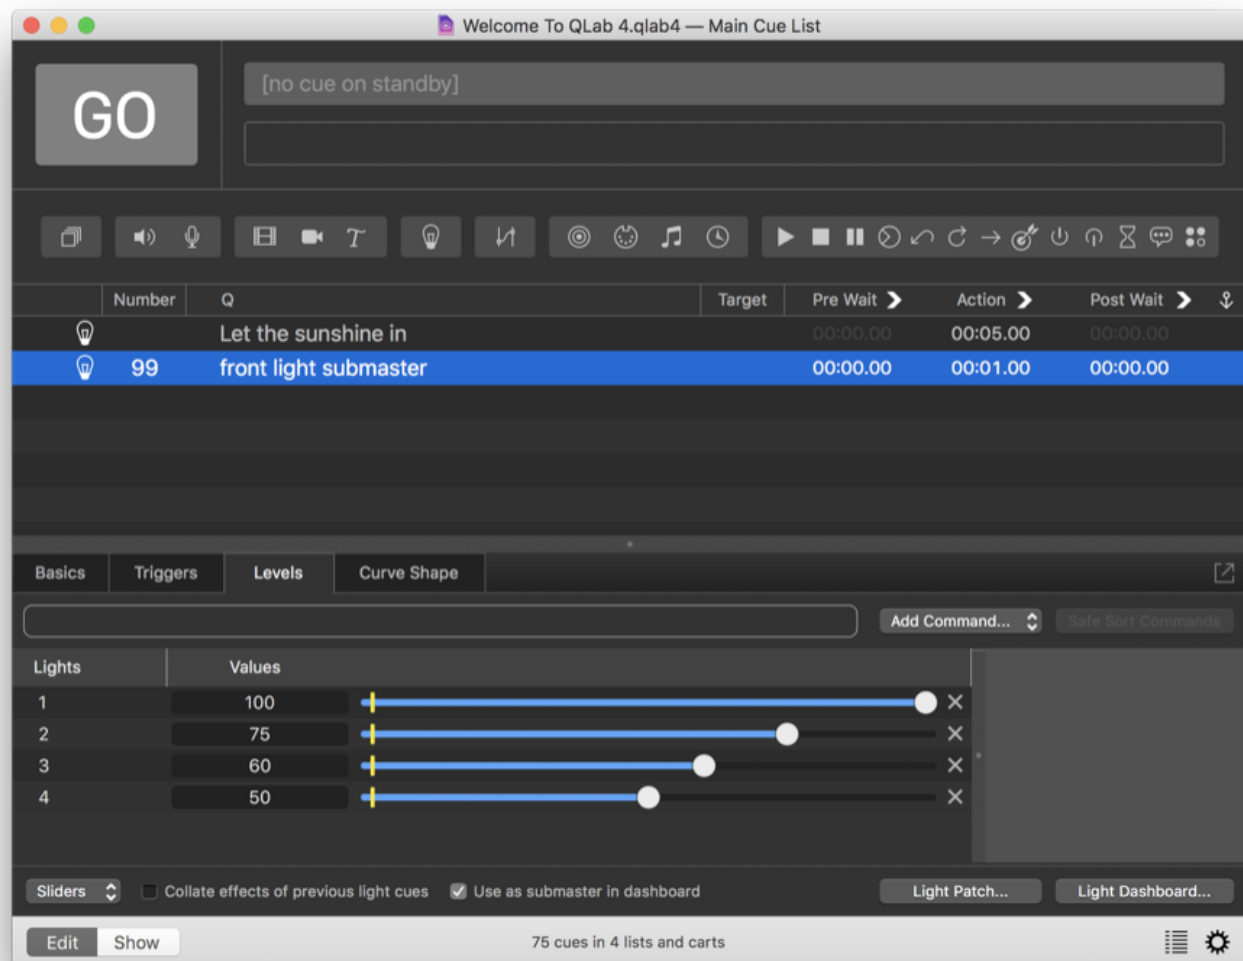 Welcome To QLab 4.qlab4 — Main Cue List
GO
[no cue on standby]
Number Q Target Pre Wait Action Post Wait
Let the sunshine in 00:00.00 00:05.00 00:00.00
99 front light submaster 00:00.00 00:01.00 00:00.00
Basics Triggers Levels Curve Shape
Add Command... Safe Sort Commands
Lights Values
1 100
2 75
3 60
4 50
Sliders Collate effects of previous light cues Use as submaster in dashboard Light Patch... Light Dashboard...
Edit Show 75 cues in 4 lists and carts